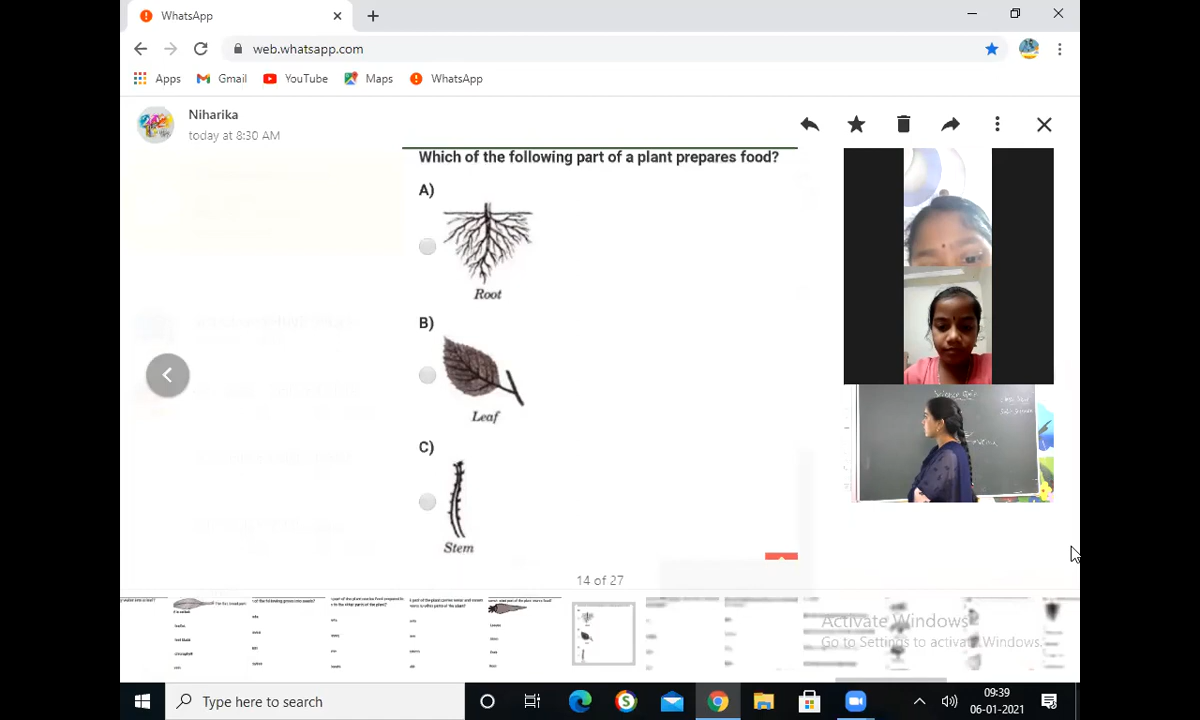 WhatsApp
web.whatsapp.com
Apps
Gmail
YouTube
Maps
WhatsApp
Niharika
today at 8:30 AM
Which of the following part of a plant prepares food?
A)
Root
B)
Leaf
C)
Stem
Science Quiz
14 of 27
Activate Windows
Go to Settings to activate Windows.
Type here to search
09:39
06-01-2021